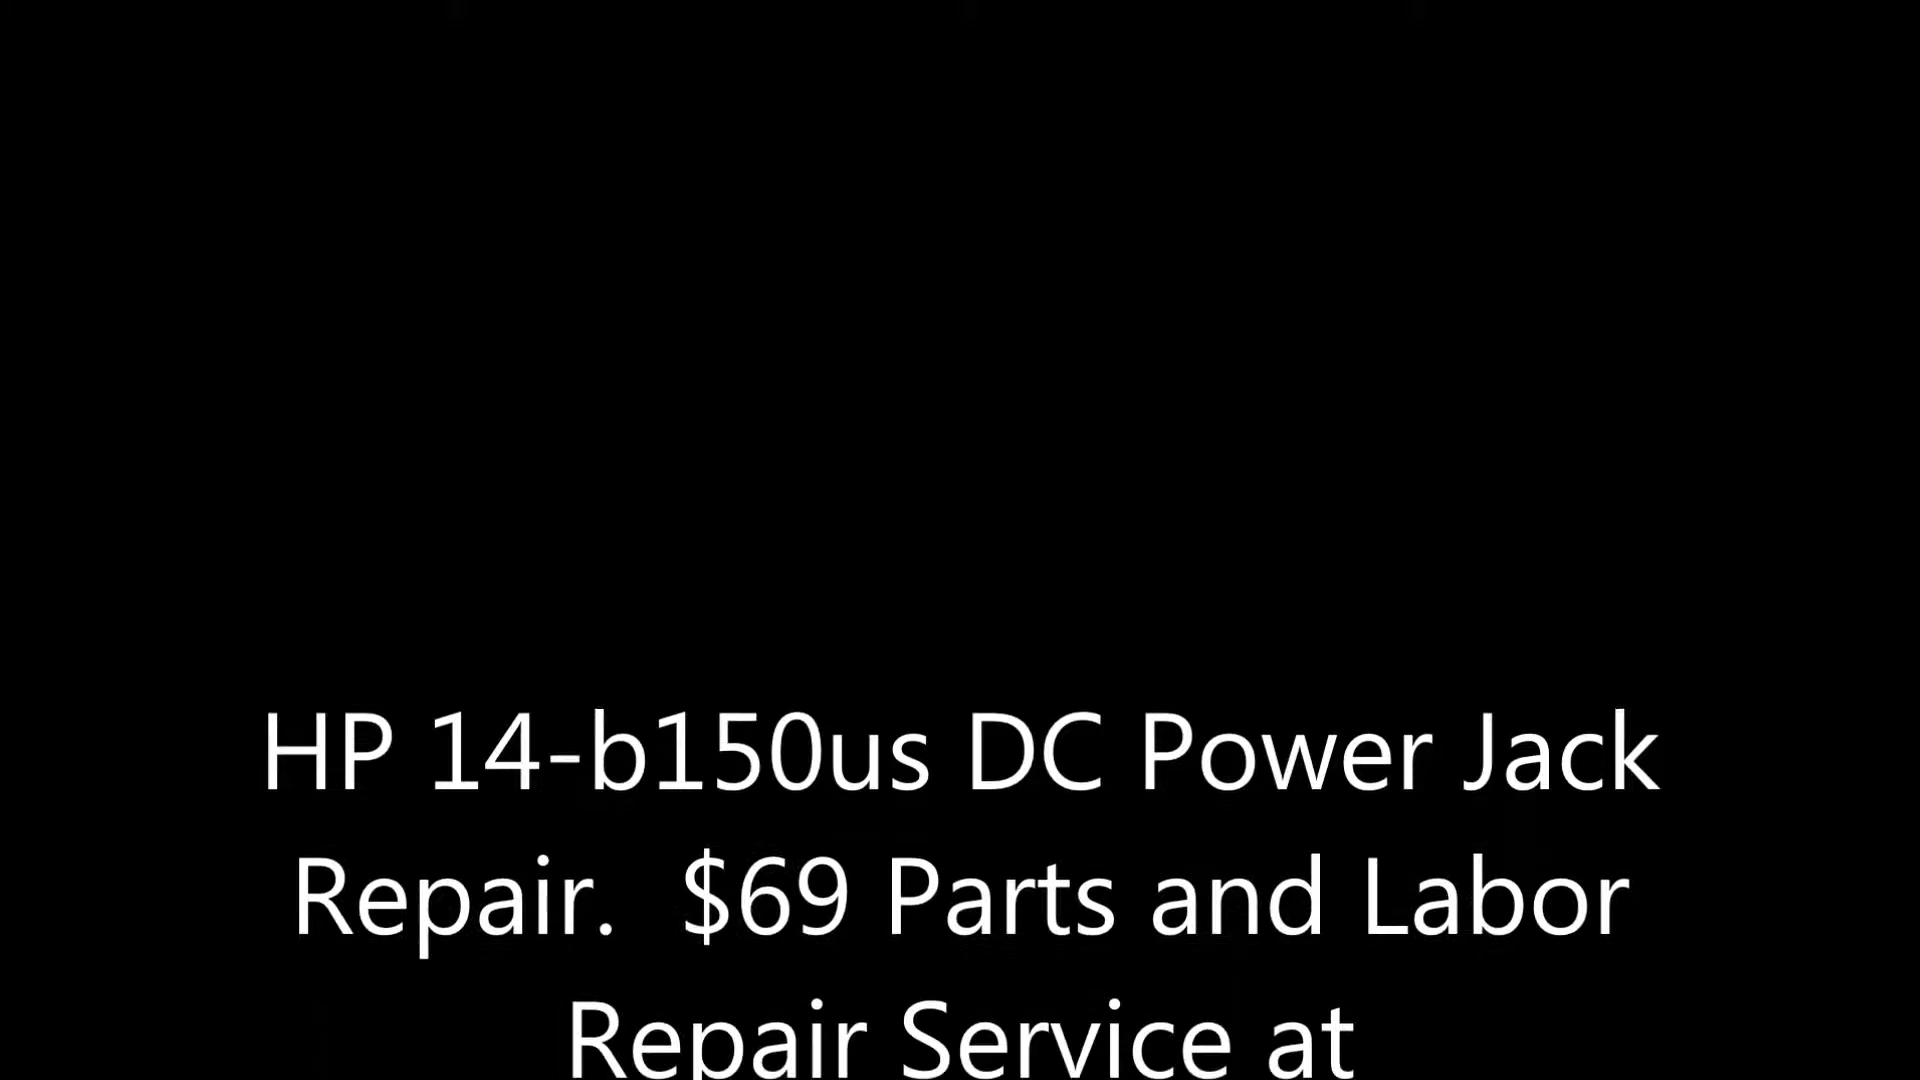 HP 14-b150us DC Power Jack
Repair.  $69 Parts and Labor
Repair Service at